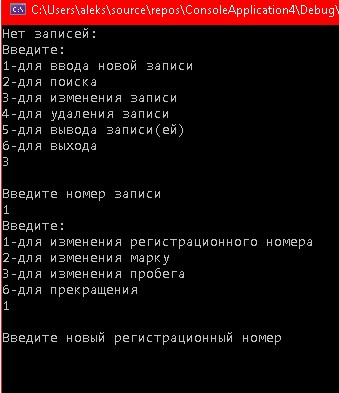 C:\Users\aleks\source\repos\ConsoleApplication4\Debug\
Нет записей:
Введите:
1-для ввода новой записи
2-для поиска
3-для изменения записи
4-для удаления записи
5-для вывода записи(ей)
6-для выхода
3
Введите номер записи
1
Введите:
1-для изменения регистрационного номера
2-для изменения марку
3-для изменения пробега
6-для прекращения
1
Введите новый регистрационный номер